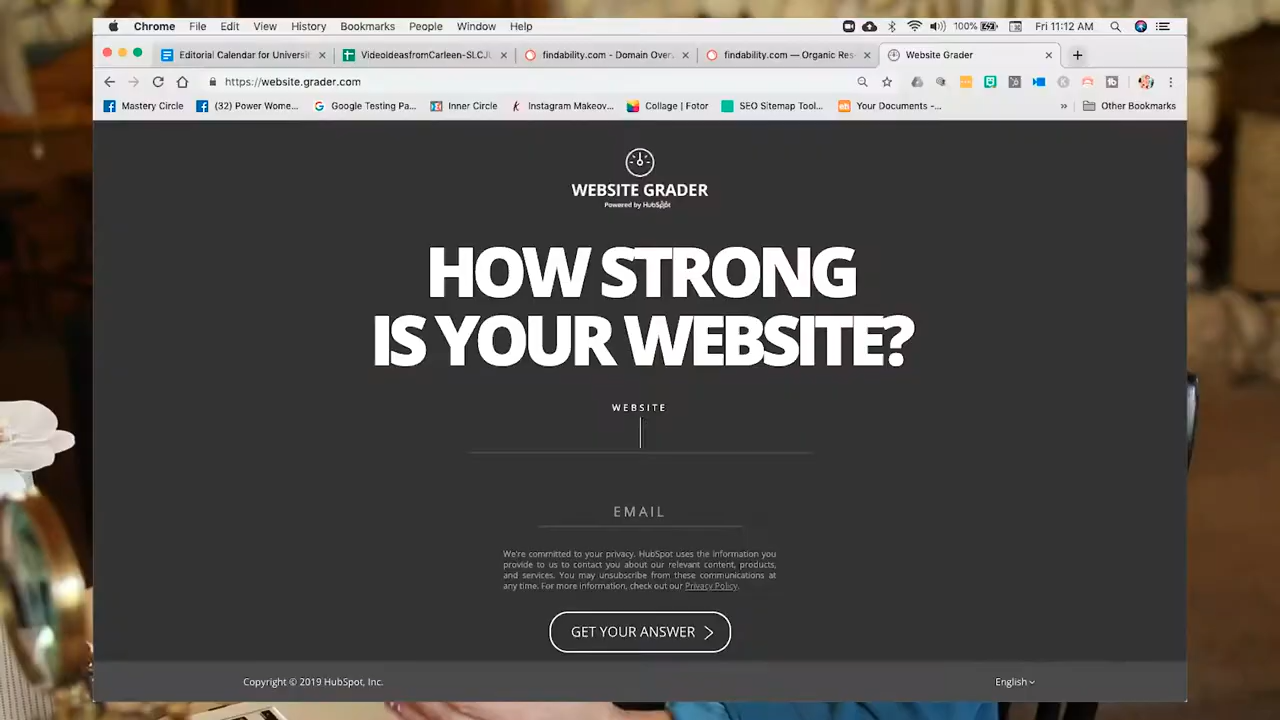 Chrome File Edit View History Bookmarks People Window Help 100% Fri 11:12 AM
Editorial Calendar for Universit VideoIdeasfromCarleen-SLCJU findability.com - Domain Over findability.com — Organic Res Website Grader
https://website.grader.com
Mastery Circle (32) Power Wome... Google Testing Pa... Inner Circle Instagram Makeov... Collage | Fotor SEO Sitemap Tool... Your Documents -... » Other Bookmarks
WEBSITE GRADER
Powered by HubSpot
HOW STRONG
IS YOUR WEBSITE?
WEBSITE
EMAIL
We're committed to your privacy. HubSpot uses the information you
provide to us to contact you about our relevant content, products,
and services. You may unsubscribe from these communications at
any time. For more information, check out our Privacy Policy.
GET YOUR ANSWER
Copyright © 2019 HubSpot, Inc. English